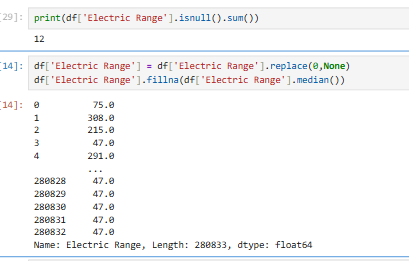 [29]: print(df['Electric Range'].isnull().sum())
12
[14]: df['Electric Range'] = df['Electric Range'].replace(0,None)
df['Electric Range'].fillna(df['Electric Range'].median())
[14]: 0 75.0
1 308.0
2 215.0
3 47.0
4 291.0
...
280828 47.0
280829 47.0
280830 47.0
280831 47.0
280832 47.0
Name: Electric Range, Length: 280833, dtype: float64